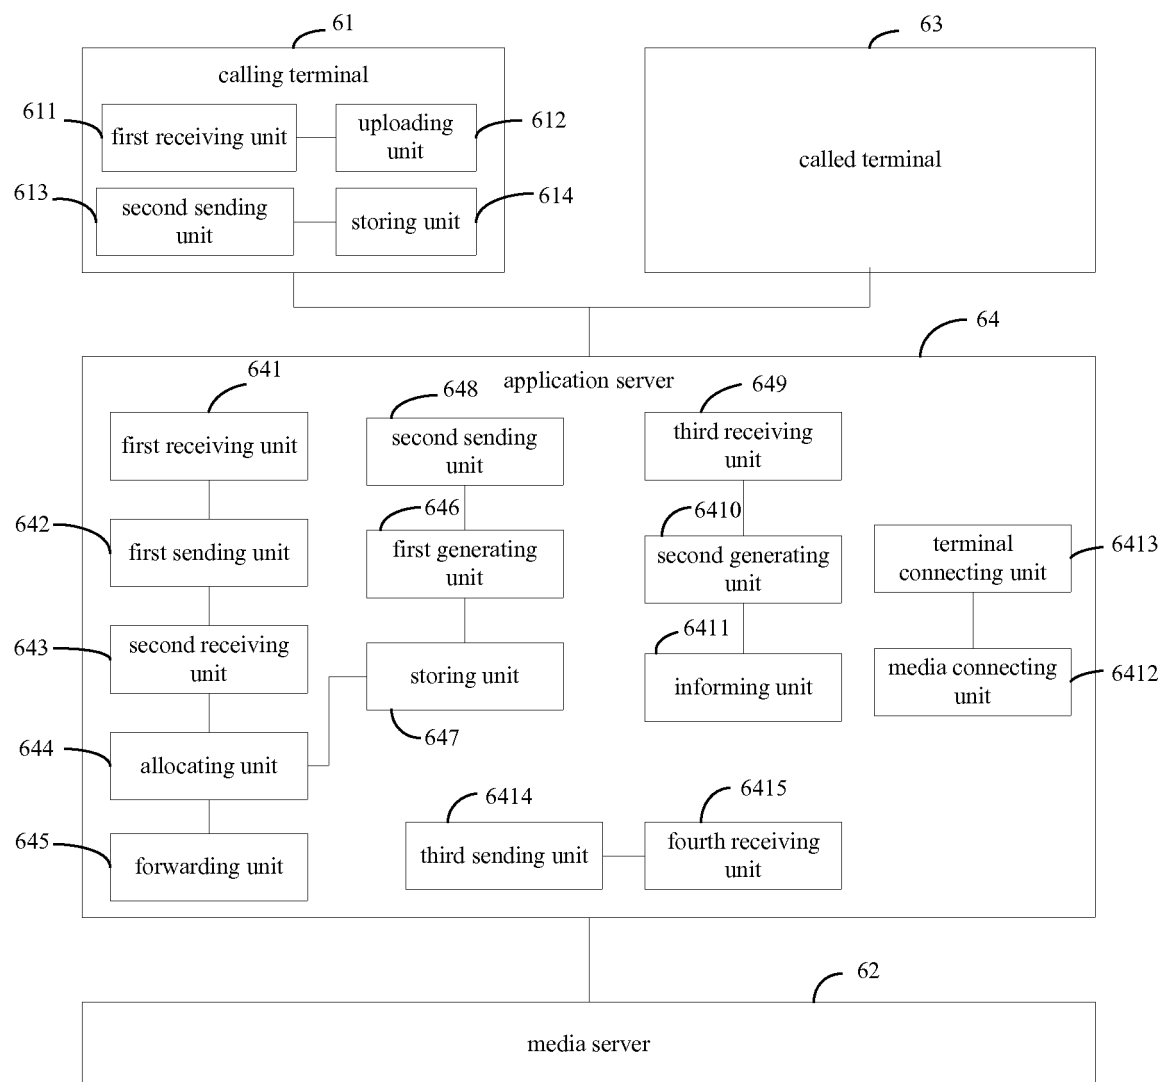 61
63
calling terminal
611
first receiving unit
uploading
unit
612
called terminal
613
second sending
unit
storing unit
614
64
application server
641
648
649
first receiving unit
second sending
unit
third receiving
unit
642
646
6410
first sending unit
first generating
unit
second generating
unit
terminal
connecting unit
6413
643
6411
second receiving
unit
storing unit
informing unit
media connecting
unit
6412
647
644
allocating unit
6414
6415
645
forwarding unit
third sending unit
fourth receiving
unit
62
media server